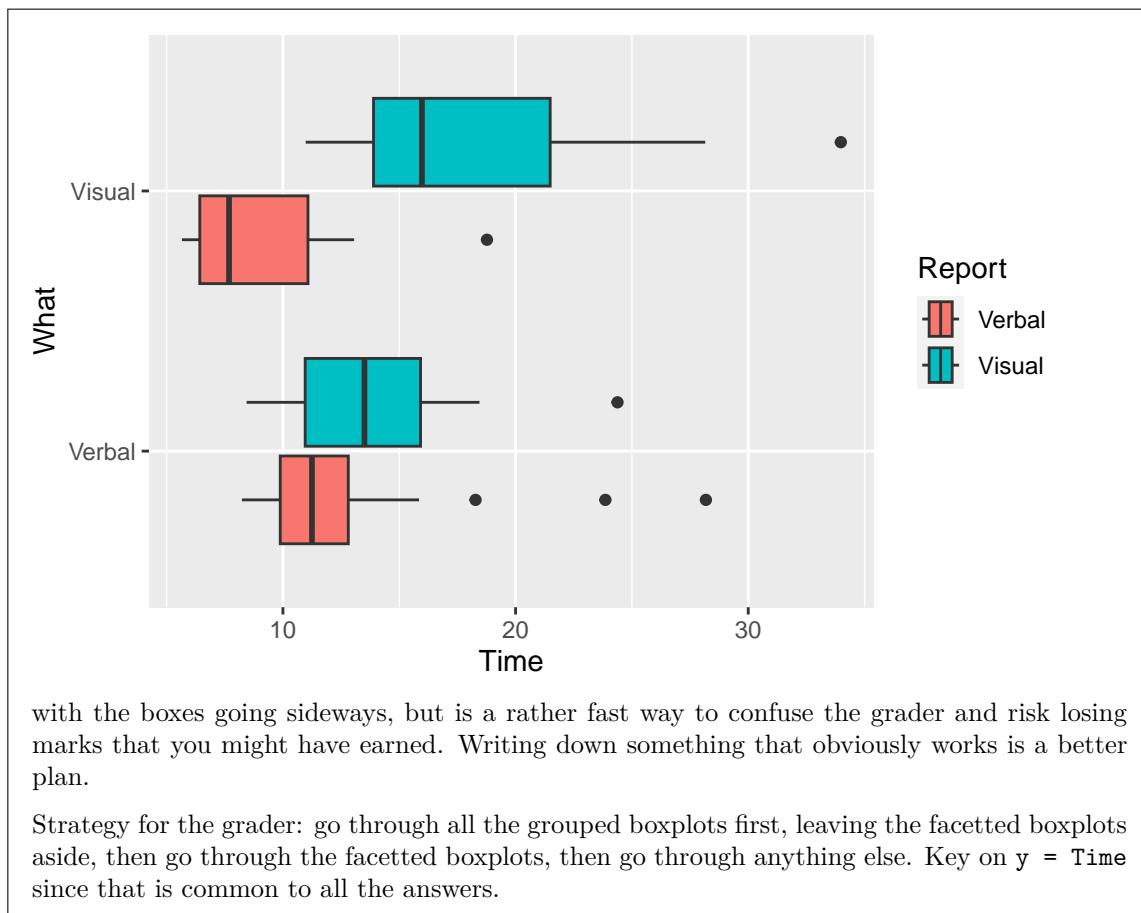 Visual
Verbal
What
10 20 30
Time
Report
Verbal
Visual
with the boxes going sideways, but is a rather fast way to confuse the grader and risk losing
marks that you might have earned. Writing down something that obviously works is a better
plan.
Strategy for the grader: go through all the grouped boxplots first, leaving the facetted boxplots
aside, then go through the facetted boxplots, then go through anything else. Key on y = Time
since that is common to all the answers.